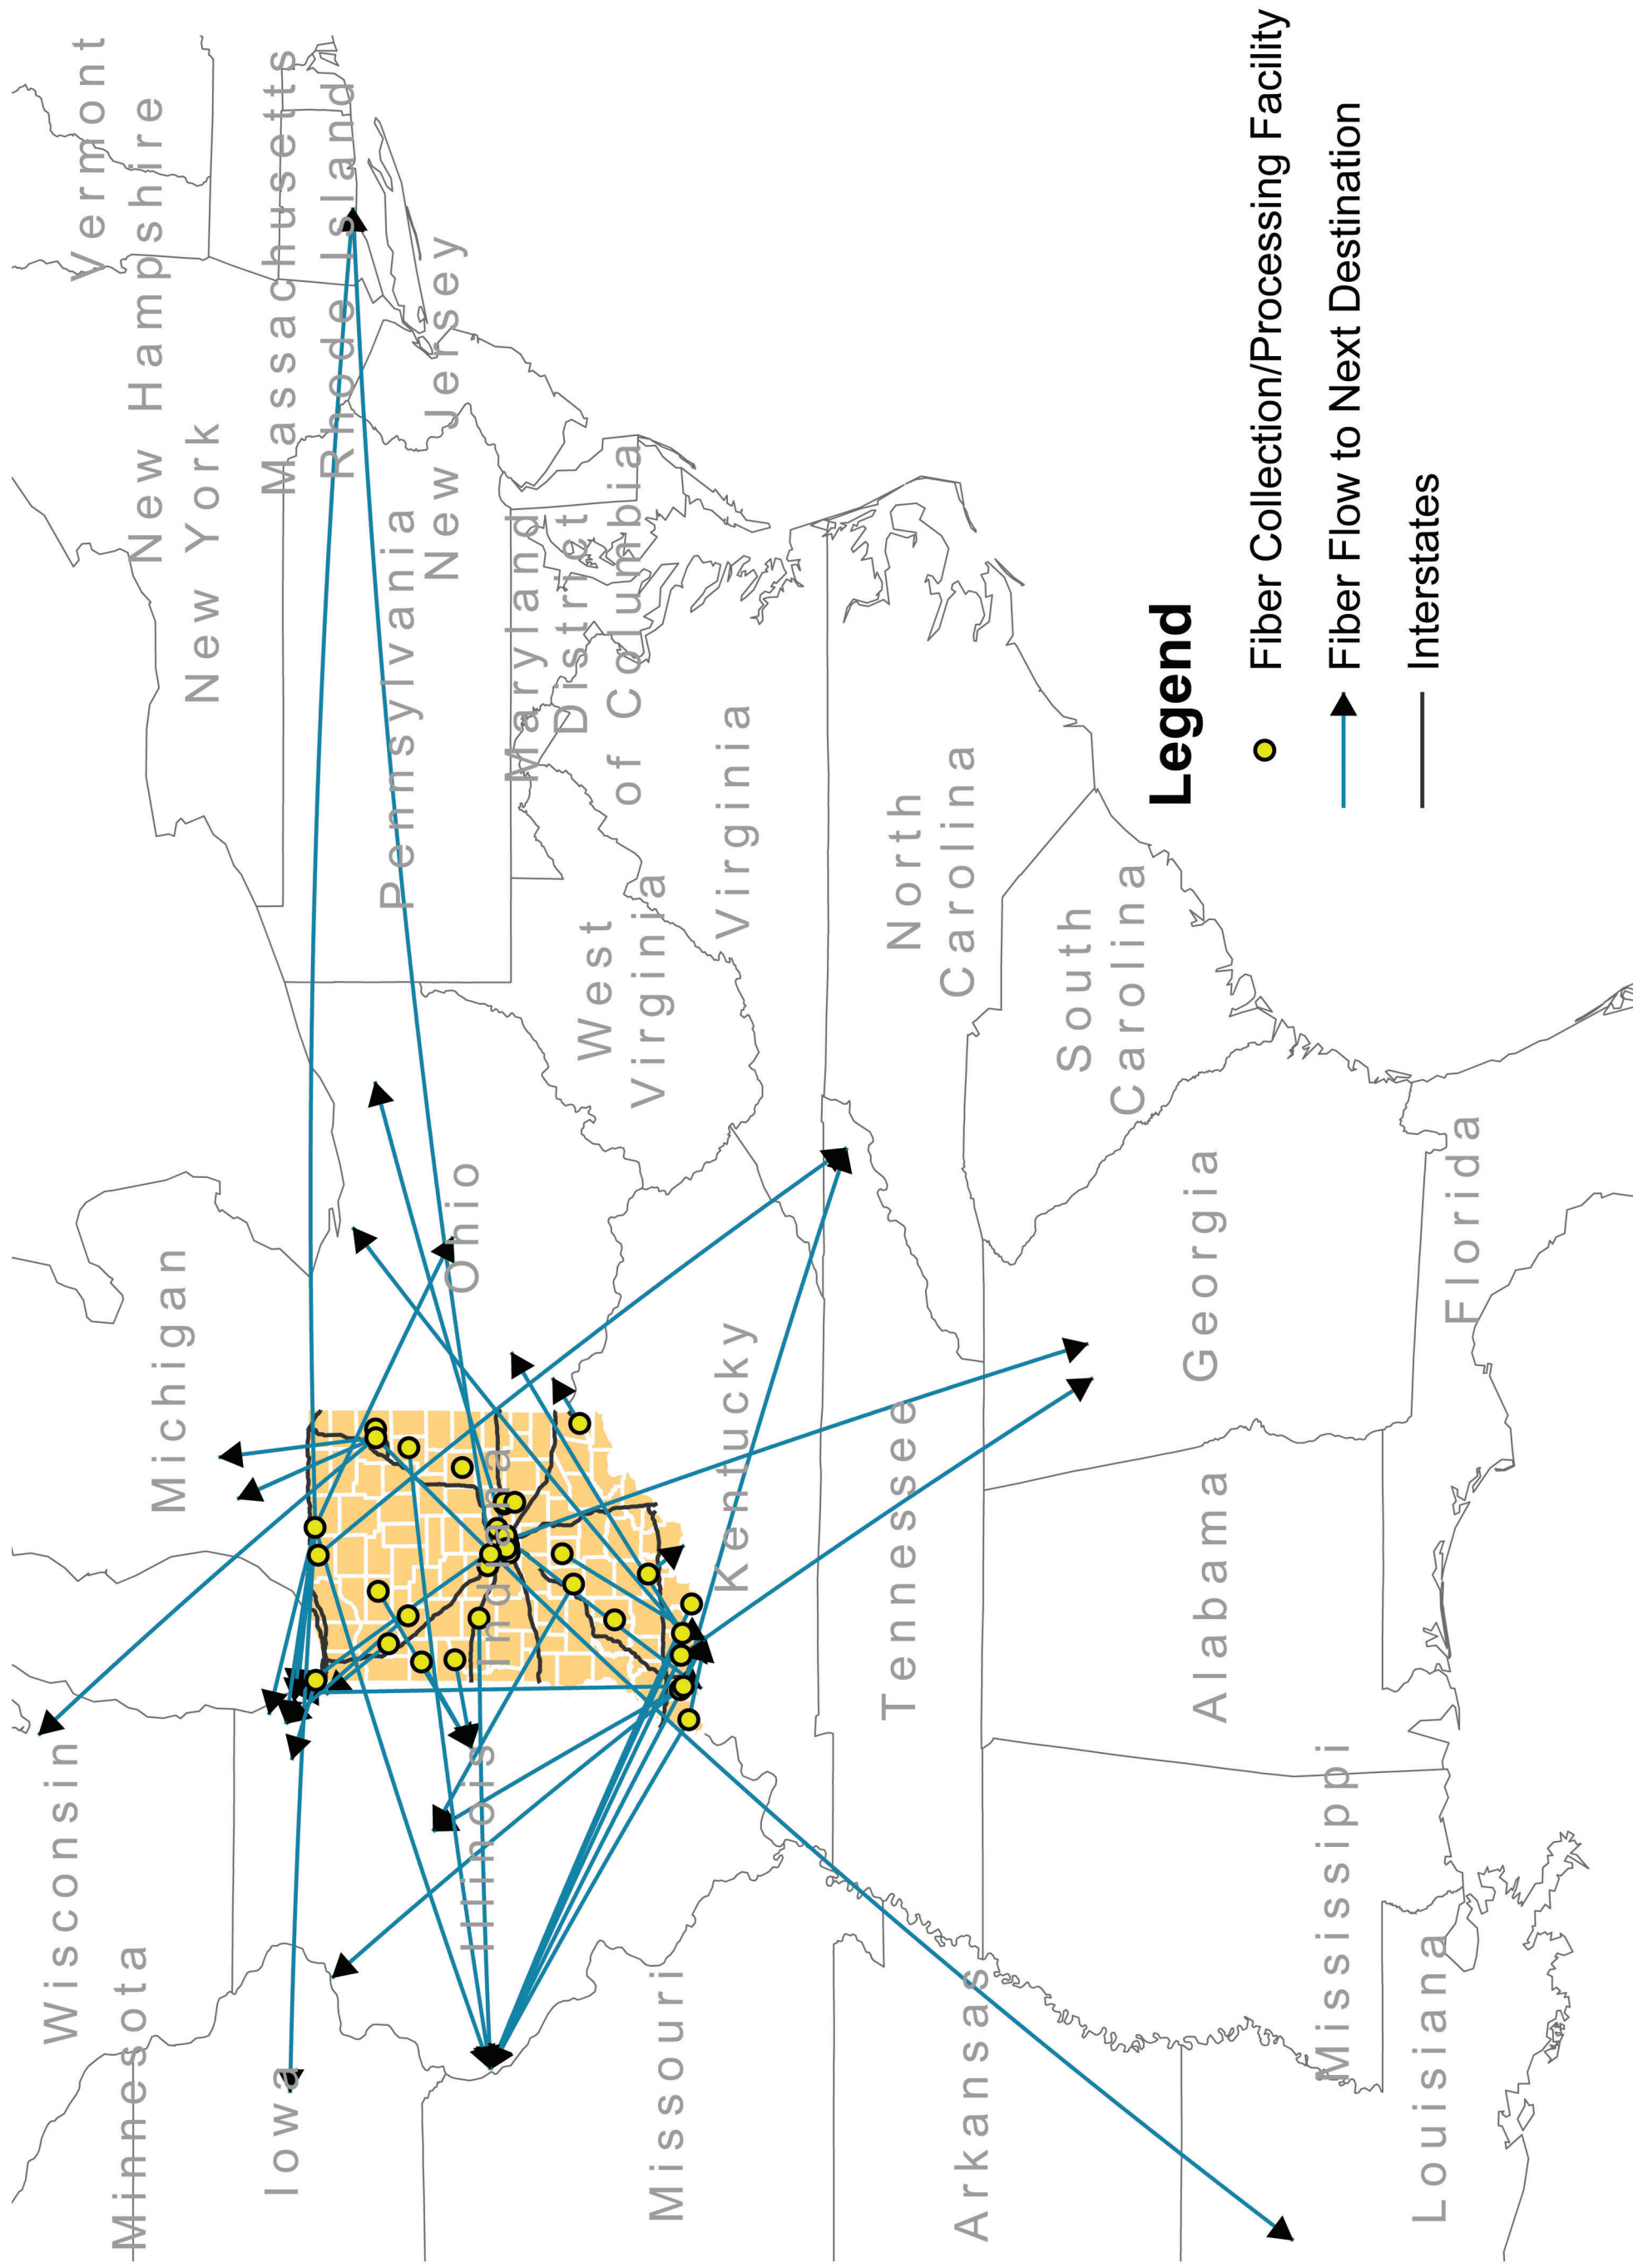 Vermont
New Hampshire
Minnesota
Wisconsin
Michigan
New York
Massachusetts
Rhode Island
Iowa
Pennsylvania
New Jersey
Illinois
Indiana
Ohio
Maryland
District
of Columbia
West
Virginia
Missouri
Kentucky
Virginia
Tennessee
North
Carolina
Arkansas
South
Carolina
Alabama
Georgia
Mississippi
Louisiana
Florida
Legend
Fiber Collection/Processing Facility
Fiber Flow to Next Destination
Interstates